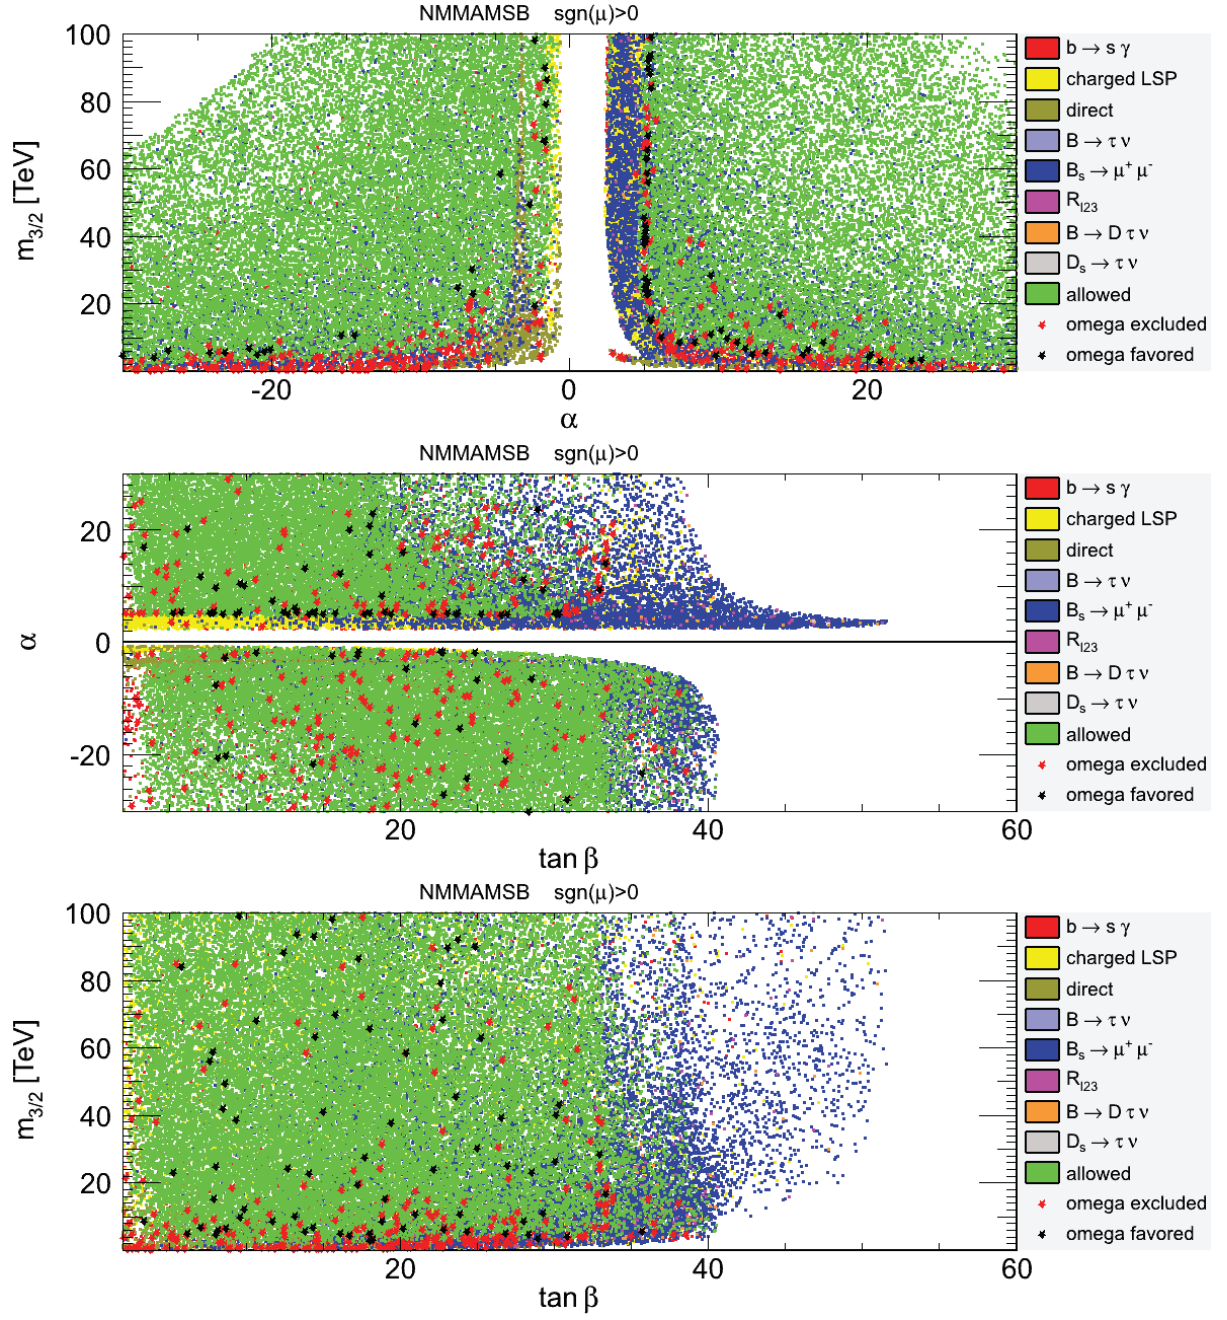 NMMAMSB sgn(μ)>0
m3/2 [TeV]
100
80
60
40
20
-20
0
20
α
b → s γ
charged LSP
direct
B → τ ν
Bs → μ+ μ-
Rl23
B → D τ ν
Ds → τ ν
allowed
omega excluded
omega favored
NMMAMSB sgn(μ)>0
α
20
0
-20
20
40
60
tan β
b → s γ
charged LSP
direct
B → τ ν
Bs → μ+ μ-
Rl23
B → D τ ν
Ds → τ ν
allowed
omega excluded
omega favored
NMMAMSB sgn(μ)>0
m3/2 [TeV]
100
80
60
40
20
20
40
60
tan β
b → s γ
charged LSP
direct
B → τ ν
Bs → μ+ μ-
Rl23
B → D τ ν
Ds → τ ν
allowed
omega excluded
omega favored